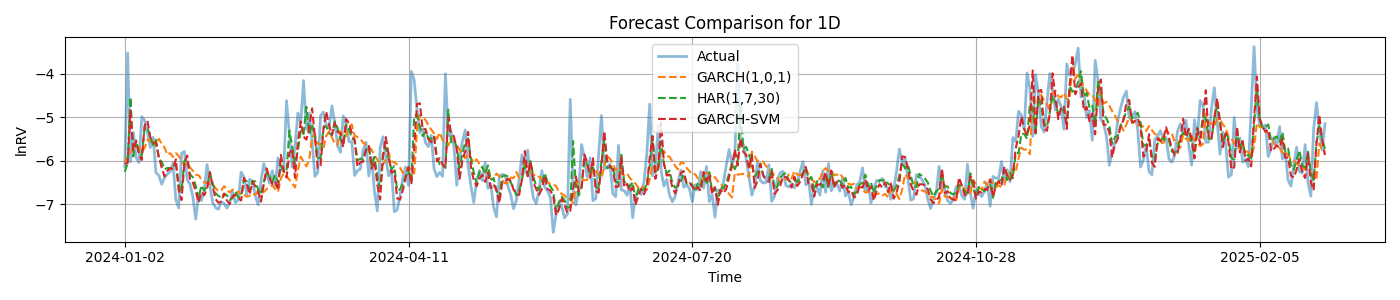 Forecast Comparison for 1D
Actual
GARCH(1,0,1)
HAR(1,7,30)
GARCH-SVM
lnRV
−4
−5
−6
−7
2024-01-02
2024-04-11
2024-07-20
2024-10-28
2025-02-05
Time